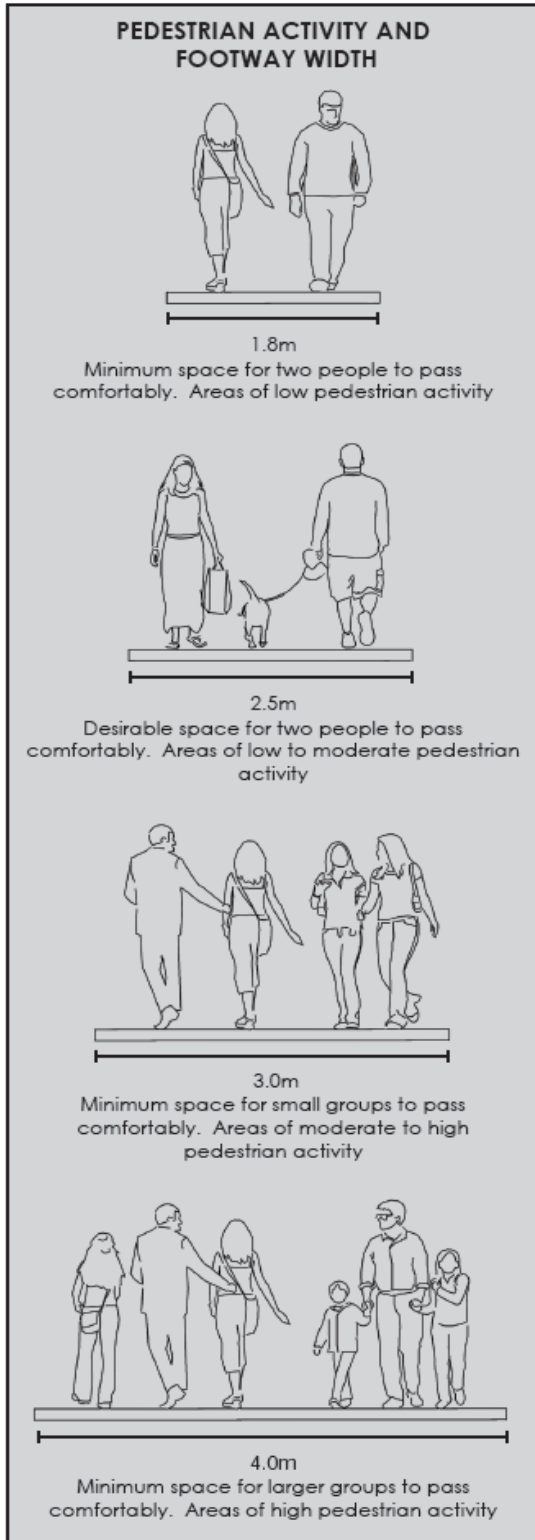 PEDESTRIAN ACTIVITY AND
FOOTWAY WIDTH
1.8m
Minimum space for two people to pass
comfortably. Areas of low pedestrian activity
2.5m
Desirable space for two people to pass
comfortably. Areas of low to moderate pedestrian
activity
3.0m
Minimum space for small groups to pass
comfortably. Areas of moderate to high
pedestrian activity
4.0m
Minimum space for larger groups to pass
comfortably. Areas of high pedestrian activity